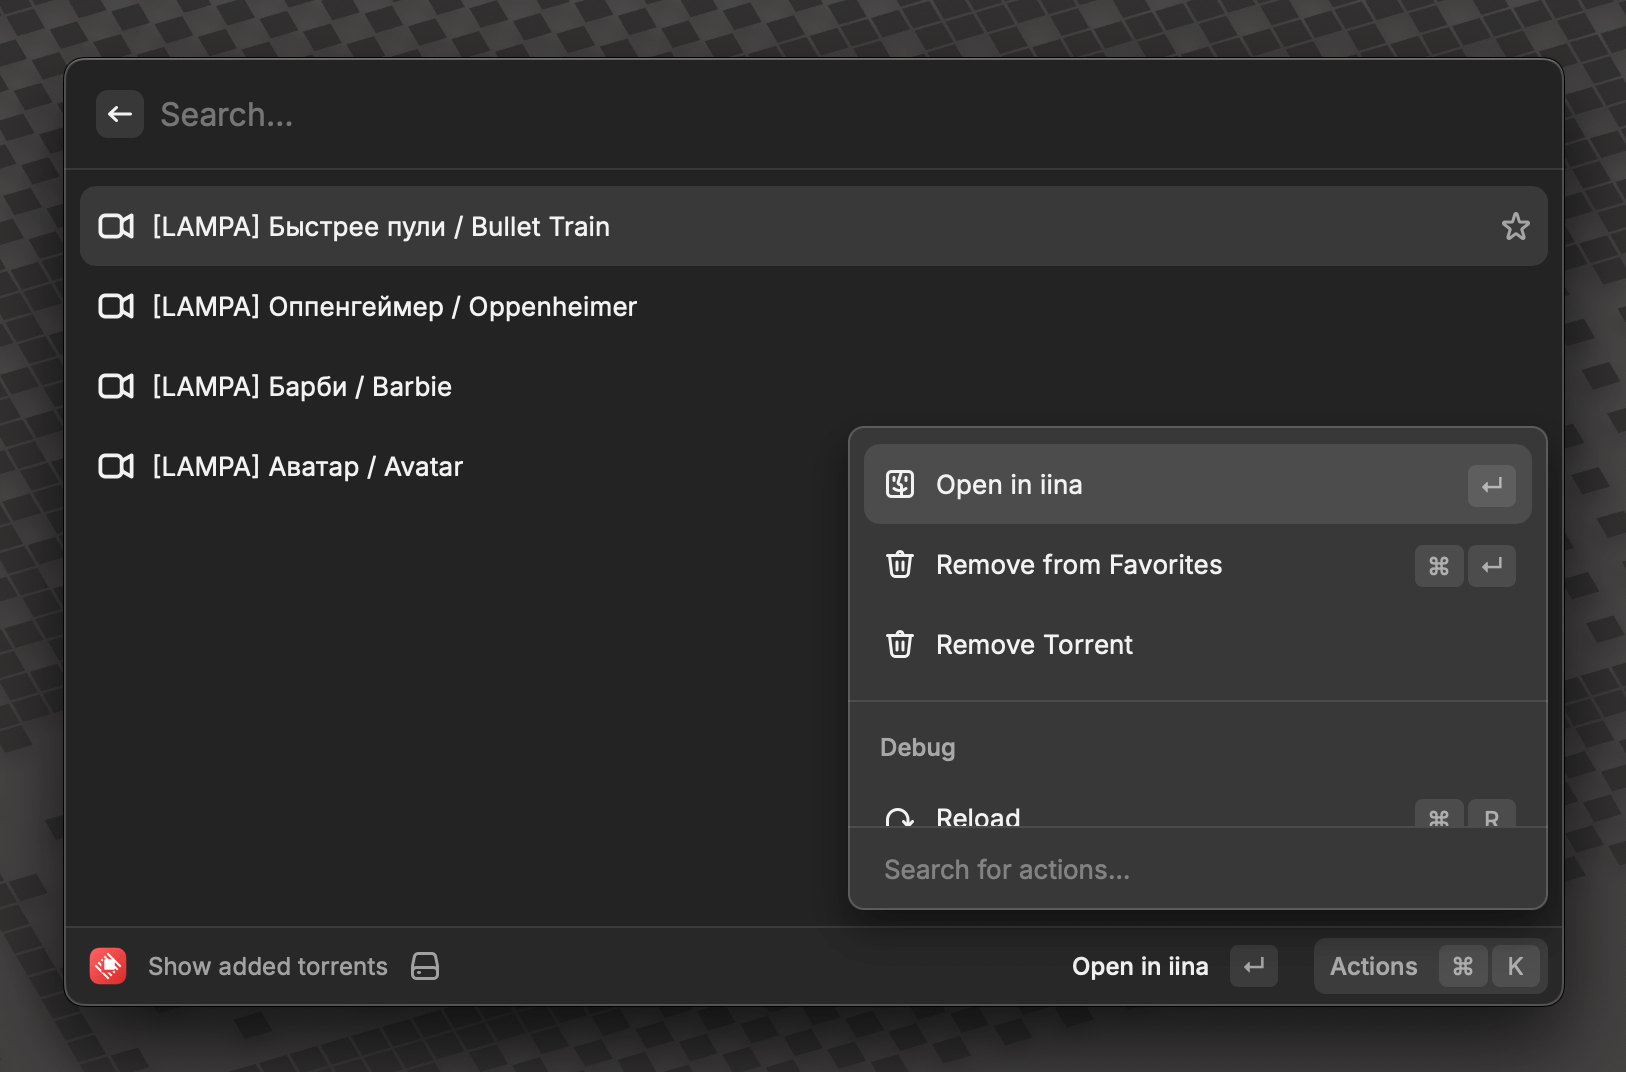 Search...
[LAMPA] Быстрее пули / Bullet Train
[LAMPA] Оппенгеймер / Oppenheimer
[LAMPA] Барби / Barbie
[LAMPA] Аватар / Avatar
Open in iina ↵
Remove from Favorites ⌘ ↵
Remove Torrent
Debug
Reload ⌘ R
Search for actions...
Show added torrents
Open in iina ↵
Actions ⌘ K